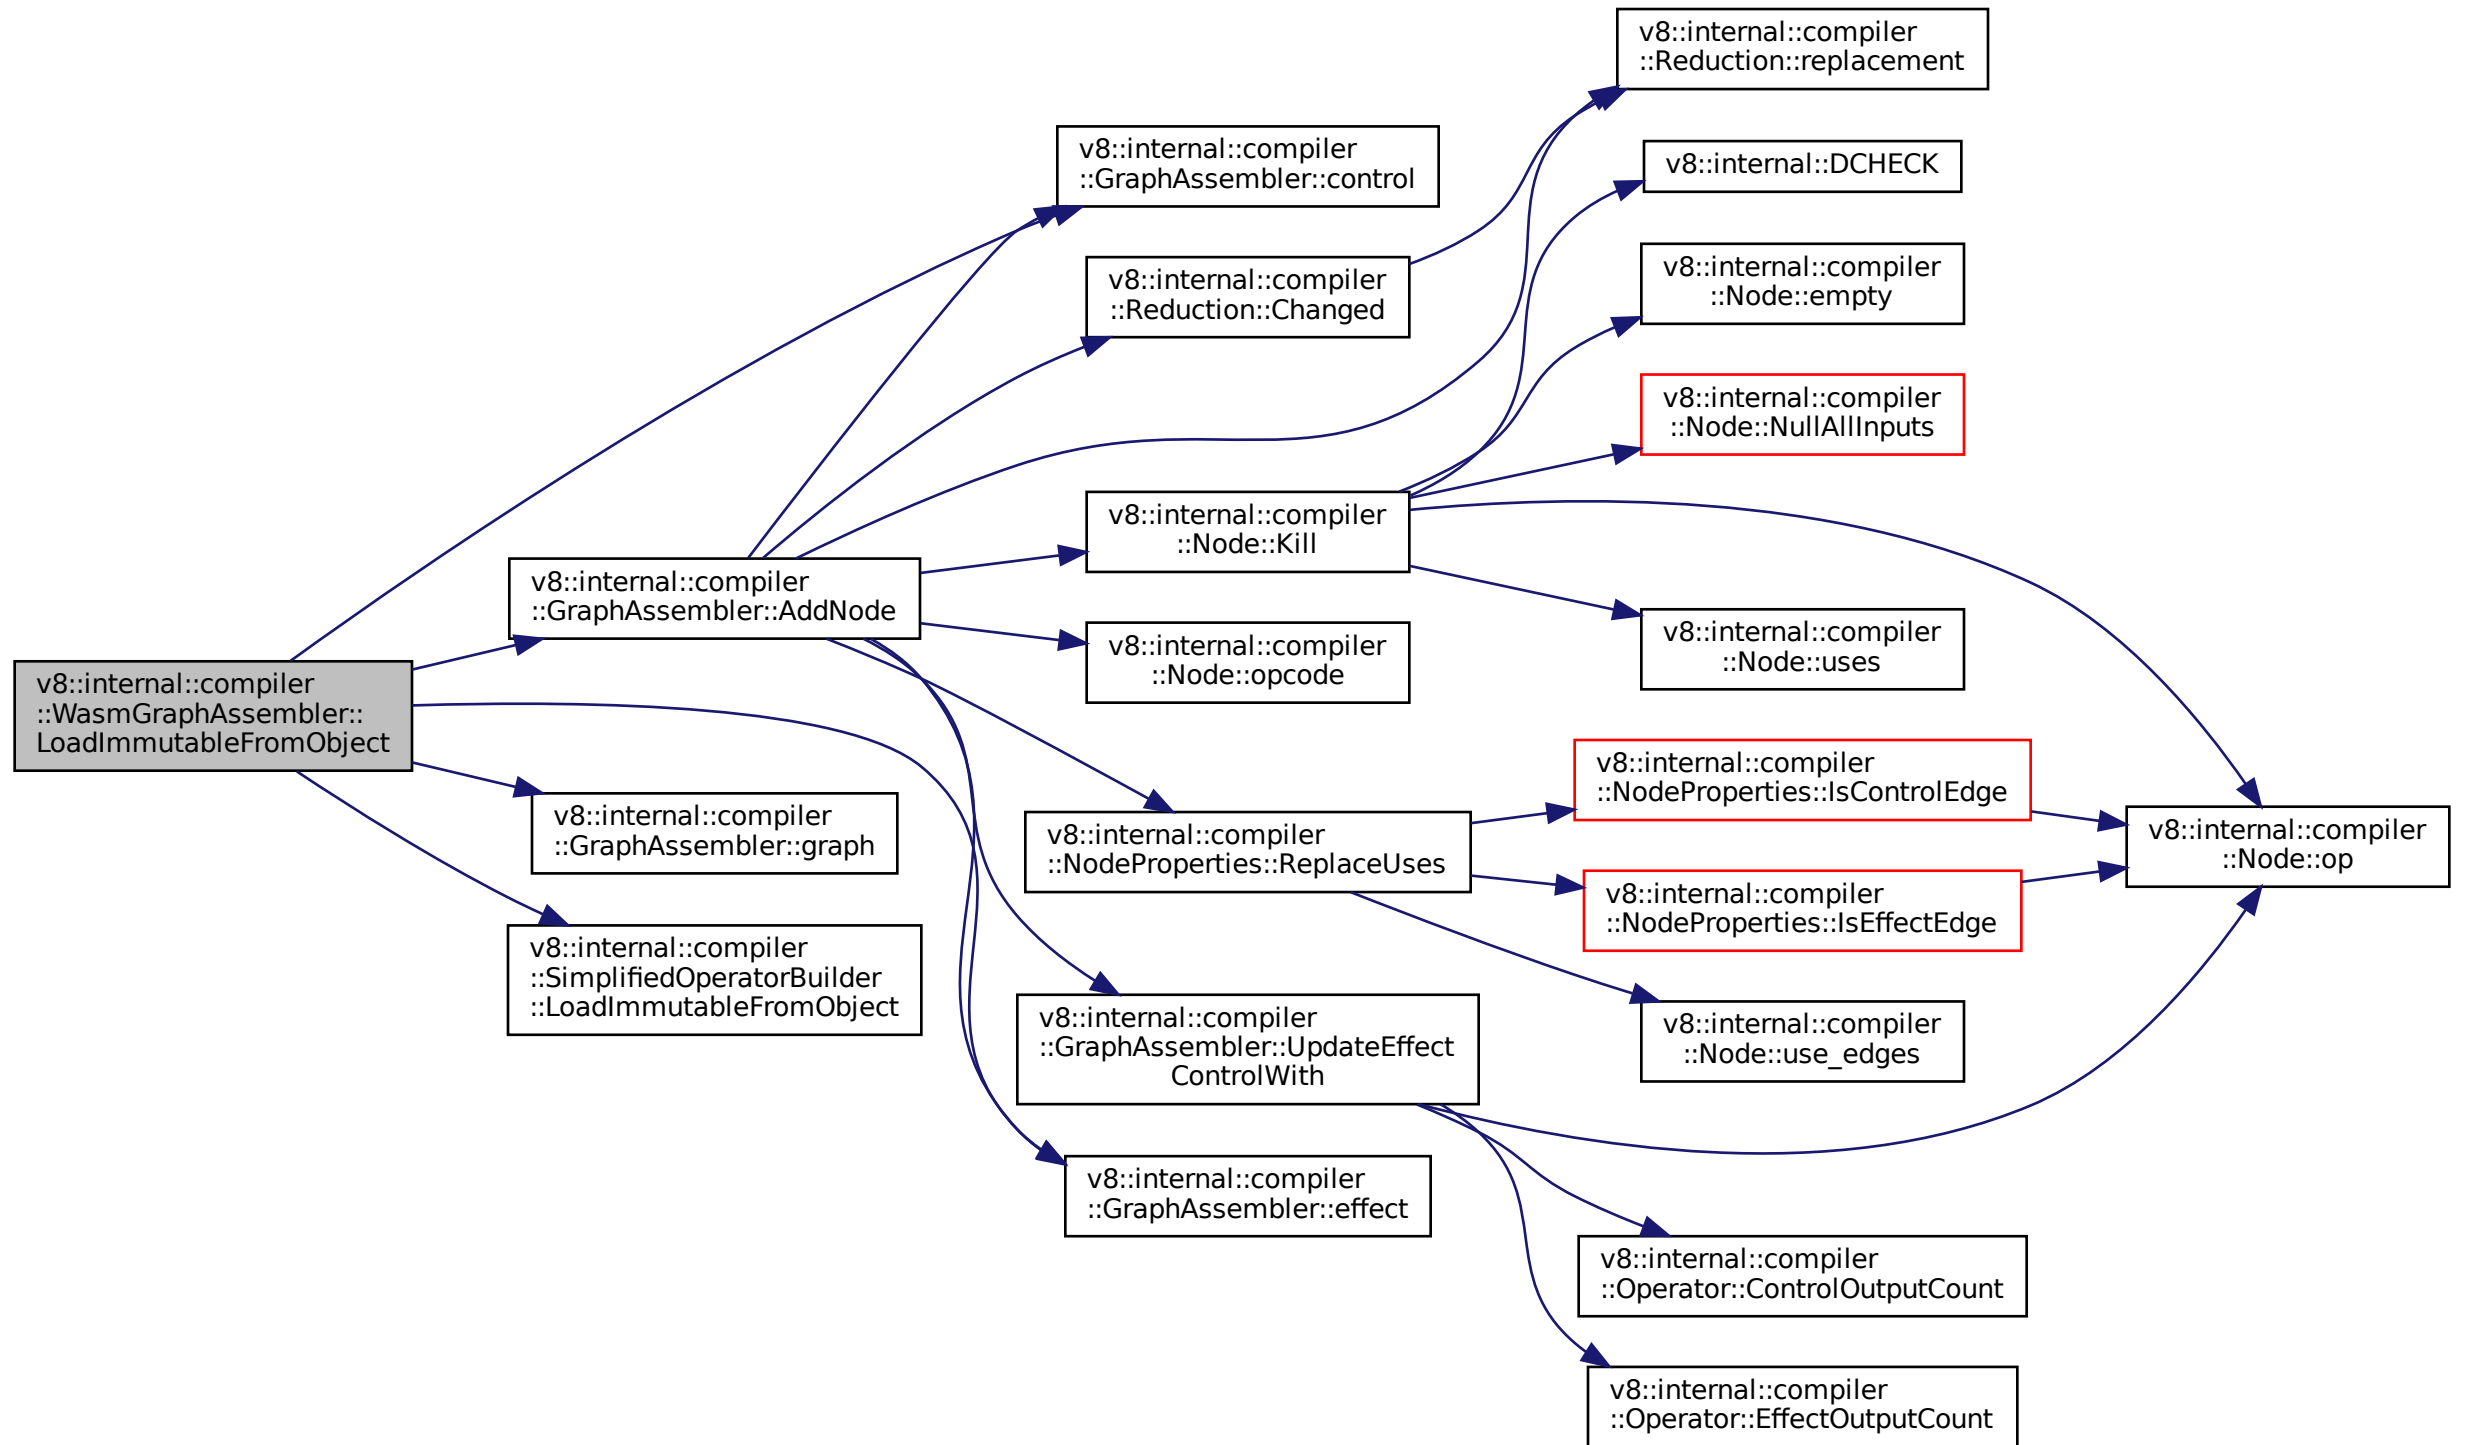 v8::internal::compiler
::WasmGraphAssembler::
LoadImmutableFromObject
v8::internal::compiler
::GraphAssembler::AddNode
v8::internal::compiler
::GraphAssembler::graph
v8::internal::compiler
::SimplifiedOperatorBuilder
::LoadImmutableFromObject
v8::internal::compiler
::GraphAssembler::control
v8::internal::compiler
::Reduction::Changed
v8::internal::compiler
::Node::Kill
v8::internal::compiler
::Node::opcode
v8::internal::compiler
::NodeProperties::ReplaceUses
v8::internal::compiler
::GraphAssembler::UpdateEffect
ControlWith
v8::internal::compiler
::GraphAssembler::effect
v8::internal::compiler
::Reduction::replacement
v8::internal::DCHECK
v8::internal::compiler
::Node::empty
v8::internal::compiler
::Node::NullAllInputs
v8::internal::compiler
::Node::uses
v8::internal::compiler
::NodeProperties::IsControlEdge
v8::internal::compiler
::NodeProperties::IsEffectEdge
v8::internal::compiler
::Node::use_edges
v8::internal::compiler
::Operator::ControlOutputCount
v8::internal::compiler
::Operator::EffectOutputCount
v8::internal::compiler
::Node::op